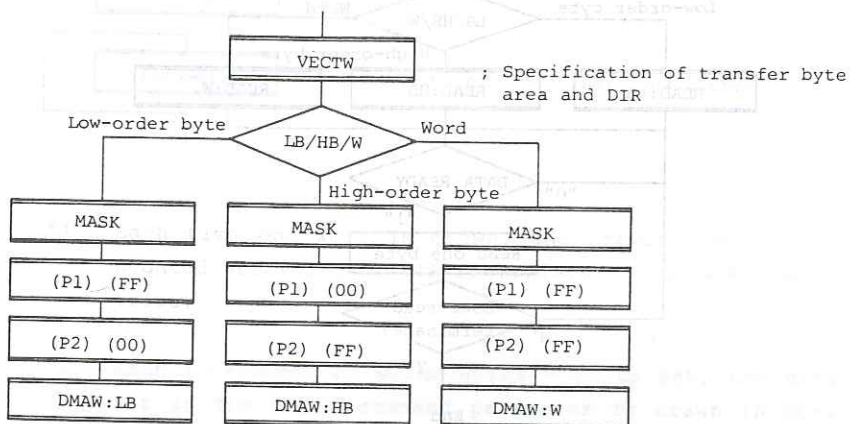 VECTW
; Specification of transfer byte
area and DIR
Low-order byte
LB/HB/W
Word
High-order byte
MASK
MASK
MASK
(P1) (FF)
(P1) (00)
(P1) (FF)
(P2) (00)
(P2) (FF)
(P2) (FF)
DMAW:LB
DMAW:HB
DMAW:W